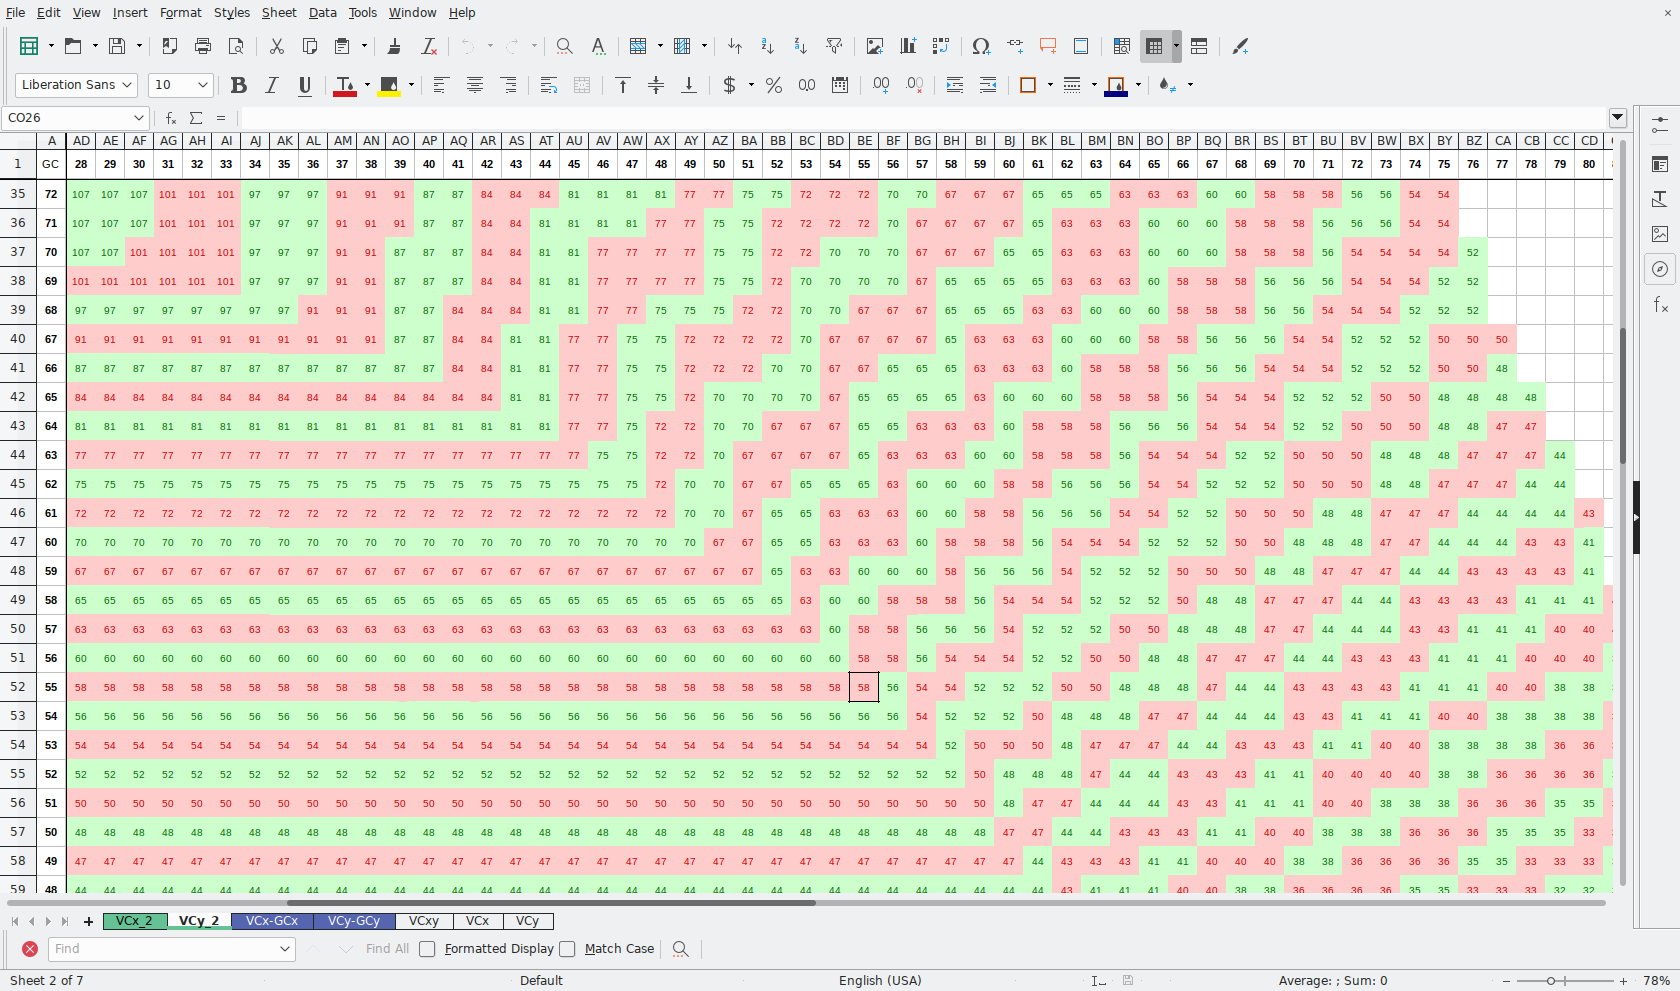 File Edit View Insert Format Styles Sheet Data Tools Window Help
Liberation Sans 10
CO26
A AD AE AF AG AH AI AJ AK AL AM AN AO AP AQ AR AS AT AU AV AW AX AY AZ BA BB BC BD BE BF BG BH BI BJ BK BL BM BN BO BP BQ BR BS BT BU BV BW BX BY BZ CA CB CC CD
1 GC 28 29 30 31 32 33 34 35 36 37 38 39 40 41 42 43 44 45 46 47 48 49 50 51 52 53 54 55 56 57 58 59 60 61 62 63 64 65 66 67 68 69 70 71 72 73 74 75 76 77 78 79 80
35 72 107 107 107 101 101 101 97 97 97 91 91 91 87 87 84 84 84 81 81 81 81 77 77 75 75 72 72 72 70 70 67 67 67 65 65 65 63 63 63 60 60 58 58 58 56 56 54 54
36 71 107 107 107 101 101 101 97 97 97 91 91 91 87 87 84 84 81 81 81 81 77 77 75 75 72 72 72 72 70 67 67 67 67 65 63 63 63 60 60 60 58 58 58 56 56 56 54 54
37 70 107 107 101 101 101 101 97 97 97 91 91 87 87 87 84 84 81 81 77 77 77 77 75 75 72 72 70 70 70 67 67 67 65 65 63 63 63 60 60 60 58 58 58 56 54 54 54 54 52
38 69 101 101 101 101 101 101 97 97 97 91 91 87 87 87 84 84 81 81 77 77 77 77 75 75 72 70 70 70 70 67 65 65 65 65 63 63 63 60 58 58 58 56 56 56 54 54 54 52 52
39 68 97 97 97 97 97 97 97 97 91 91 91 87 87 84 84 84 81 81 77 77 75 75 75 72 72 70 70 67 67 67 65 65 65 63 63 60 60 60 58 58 58 56 56 54 54 54 52 52 52
40 67 91 91 91 91 91 91 91 91 91 91 91 87 87 84 84 81 81 77 77 75 75 72 72 72 72 70 67 67 67 67 65 63 63 63 60 60 60 58 58 56 56 56 54 54 52 52 52 50 50 50
41 66 87 87 87 87 87 87 87 87 87 87 87 87 87 84 84 81 81 77 77 75 75 72 72 72 70 70 67 67 65 65 65 63 63 63 60 58 58 58 56 56 56 54 54 54 52 52 52 50 50 48
42 65 84 84 84 84 84 84 84 84 84 84 84 84 84 84 84 81 81 77 77 75 75 72 70 70 70 70 67 65 65 65 65 63 60 60 60 58 58 58 56 54 54 54 52 52 52 50 50 48 48 48 48
43 64 81 81 81 81 81 81 81 81 81 81 81 81 81 81 81 81 81 77 77 75 72 72 70 70 67 67 67 65 65 63 63 63 60 58 58 58 56 56 56 54 54 54 52 52 50 50 50 48 48 47 47
44 63 77 77 77 77 77 77 77 77 77 77 77 77 77 77 77 77 77 77 75 75 72 72 70 67 67 67 67 65 63 63 63 60 60 58 58 58 56 54 54 54 52 52 50 50 50 48 48 48 47 47 47 44
45 62 75 75 75 75 75 75 75 75 75 75 75 75 75 75 75 75 75 75 75 75 72 70 70 67 67 65 65 65 63 60 60 60 58 58 56 56 56 54 54 52 52 52 50 50 50 48 48 47 47 47 44 44
46 61 72 72 72 72 72 72 72 72 72 72 72 72 72 72 72 72 72 72 72 72 72 70 70 67 65 65 63 63 63 60 60 58 58 56 56 56 54 54 52 52 50 50 50 48 48 47 47 47 44 44 44 44 43
47 60 70 70 70 70 70 70 70 70 70 70 70 70 70 70 70 70 70 70 70 70 70 70 67 67 65 65 63 63 63 60 58 58 58 56 54 54 54 52 52 52 50 50 48 48 48 47 47 44 44 44 43 43 41
48 59 67 67 67 67 67 67 67 67 67 67 67 67 67 67 67 67 67 67 67 67 67 67 67 67 65 63 63 60 60 60 58 56 56 56 54 52 52 52 50 50 50 48 48 47 47 47 44 44 43 43 43 43 41
49 58 65 65 65 65 65 65 65 65 65 65 65 65 65 65 65 65 65 65 65 65 65 65 65 65 65 63 60 60 58 58 58 56 54 54 54 52 52 52 50 48 48 47 47 47 44 44 43 43 43 43 41 41 41
50 57 63 63 63 63 63 63 63 63 63 63 63 63 63 63 63 63 63 63 63 63 63 63 63 63 63 63 60 58 58 56 56 56 54 52 52 52 50 50 48 48 48 47 47 44 44 44 43 43 41 41 41 40 40
51 56 60 60 60 60 60 60 60 60 60 60 60 60 60 60 60 60 60 60 60 60 60 60 60 60 60 60 60 58 58 56 54 54 54 52 52 50 50 48 48 47 47 47 44 44 43 43 43 41 41 41 40 40 40
52 55 58 58 58 58 58 58 58 58 58 58 58 58 58 58 58 58 58 58 58 58 58 58 58 58 58 58 58 58 56 54 54 52 52 52 50 50 48 48 48 47 44 44 43 43 43 43 41 41 41 40 40 38 38
53 54 56 56 56 56 56 56 56 56 56 56 56 56 56 56 56 56 56 56 56 56 56 56 56 56 56 56 56 56 56 54 52 52 52 50 48 48 48 47 47 44 44 44 43 43 41 41 41 40 40 38 38 38 38
54 53 54 54 54 54 54 54 54 54 54 54 54 54 54 54 54 54 54 54 54 54 54 54 54 54 54 54 54 54 54 54 52 50 50 50 48 47 47 47 44 44 43 43 43 41 41 40 40 38 38 38 38 36 36
55 52 52 52 52 52 52 52 52 52 52 52 52 52 52 52 52 52 52 52 52 52 52 52 52 52 52 52 52 52 52 52 52 50 48 48 48 47 44 44 43 43 43 41 41 40 40 40 40 38 38 36 36 36 36
56 51 50 50 50 50 50 50 50 50 50 50 50 50 50 50 50 50 50 50 50 50 50 50 50 50 50 50 50 50 50 50 50 50 48 47 47 44 44 44 43 43 41 41 41 40 40 38 38 38 36 36 36 35 35
57 50 48 48 48 48 48 48 48 48 48 48 48 48 48 48 48 48 48 48 48 48 48 48 48 48 48 48 48 48 48 48 48 48 47 47 44 44 43 43 43 41 41 40 40 38 38 38 36 36 36 35 35 35 33
58 49 47 47 47 47 47 47 47 47 47 47 47 47 47 47 47 47 47 47 47 47 47 47 47 47 47 47 47 47 47 47 47 47 47 44 43 43 43 41 41 40 40 40 38 38 36 36 36 36 35 35 33 33 33
59 48 44 44 44 44 44 44 44 44 44 44 44 44 44 44 44 44 44 44 44 44 44 44 44 44 44 44 44 44 44 44 44 44 44 44 43 41 41 41 40 40 38 38 36 36 36 36 35 35 33 33 33 32 32
VCx_2 VCy_2 VCx-GCx VCy-GCy VCxy VCx VCy
Find Find All Formatted Display Match Case
Sheet 2 of 7 Default English (USA) Average: ; Sum: 0 78%